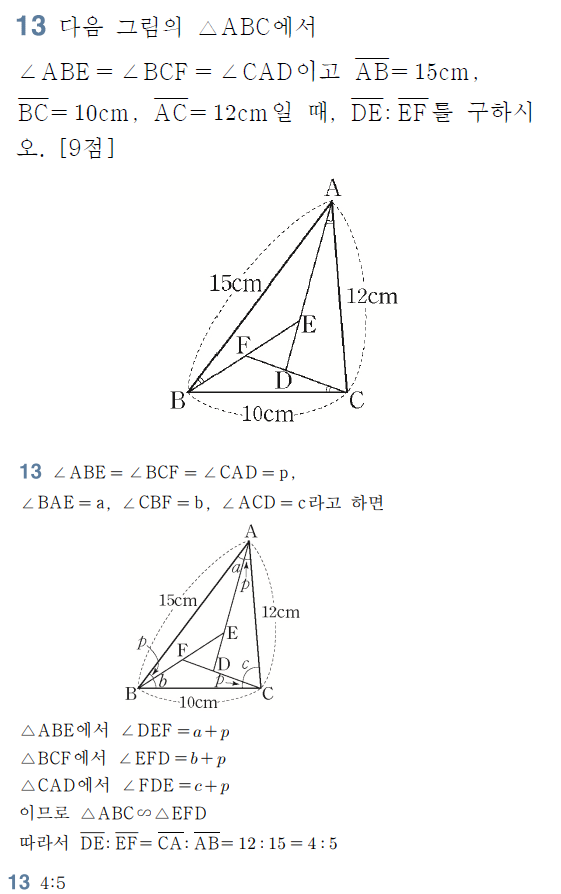 13 다음 그림의 △ABC에서
∠ABE=∠BCF=∠CAD이고 AB=15cm,
BC=10cm, AC=12cm일 때, DE:EF를 구하시
오. [9점]
A
15cm
12cm
E
F
D
B
C
10cm
13 ∠ABE=∠BCF=∠CAD=p,
∠BAE=a, ∠CBF=b, ∠ACD=c라고 하면
A
a
p
15cm
12cm
p
E
F
D
c
b
p
B
C
10cm
△ABE에서 ∠DEF=a+p
△BCF에서 ∠EFD=b+p
△CAD에서 ∠FDE=c+p
이므로 △ABC∽△EFD
따라서 DE:EF=CA:AB=12:15=4:5
13 4:5